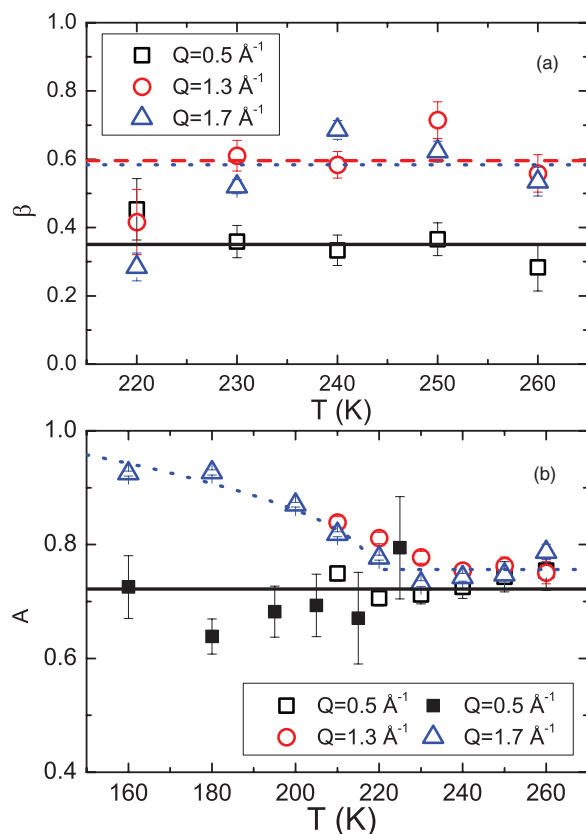 1.0
(a)
Q=0.5 Å⁻¹
Q=1.3 Å⁻¹
Q=1.7 Å⁻¹
0.8
0.6
β
0.4
0.2
0.0
220 230 240 250 260
T (K)
1.0
(b)
0.8
A
0.6
Q=0.5 Å⁻¹ Q=0.5 Å⁻¹
Q=1.3 Å⁻¹ Q=1.7 Å⁻¹
0.4
160 180 200 220 240 260
T (K)